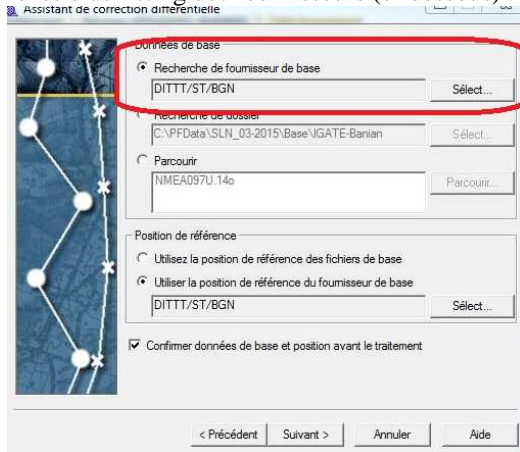 Assistant de correction différentielle
Données de base
Recherche de fournisseur de base
DITTT/ST/BGN
Sélect...
Recherche de dossier
C:\PFData\SLN_03-2015\Base\IGATE-Banian
Sélect...
Parcourir
NMEA097U.14o
Parcourir...
Position de référence
Utilisez la position de référence des fichiers de base
Utiliser la position de référence du fournisseur de base
DITTT/ST/BGN
Sélect...
Confirmer données de base et position avant le traitement
< Précédent
Suivant >
Annuler
Aide